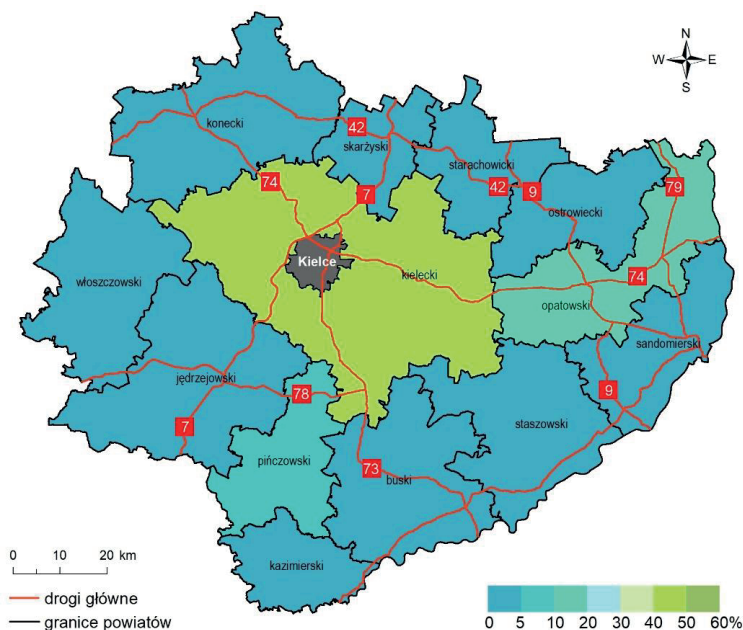 N
W E
S
konecki
42
skarżyski
starachowicki
74
7
42
9
79
ostrowiecki
Kielce
kielecki
włoszczowski
74
opatowski
sandomierski
jędrzejowski
78
9
7
staszowski
pińczowski
73
buski
kazimierski
0 10 20 km
drogi główne
granice powiatów
0 5 10 20 30 40 50 60%